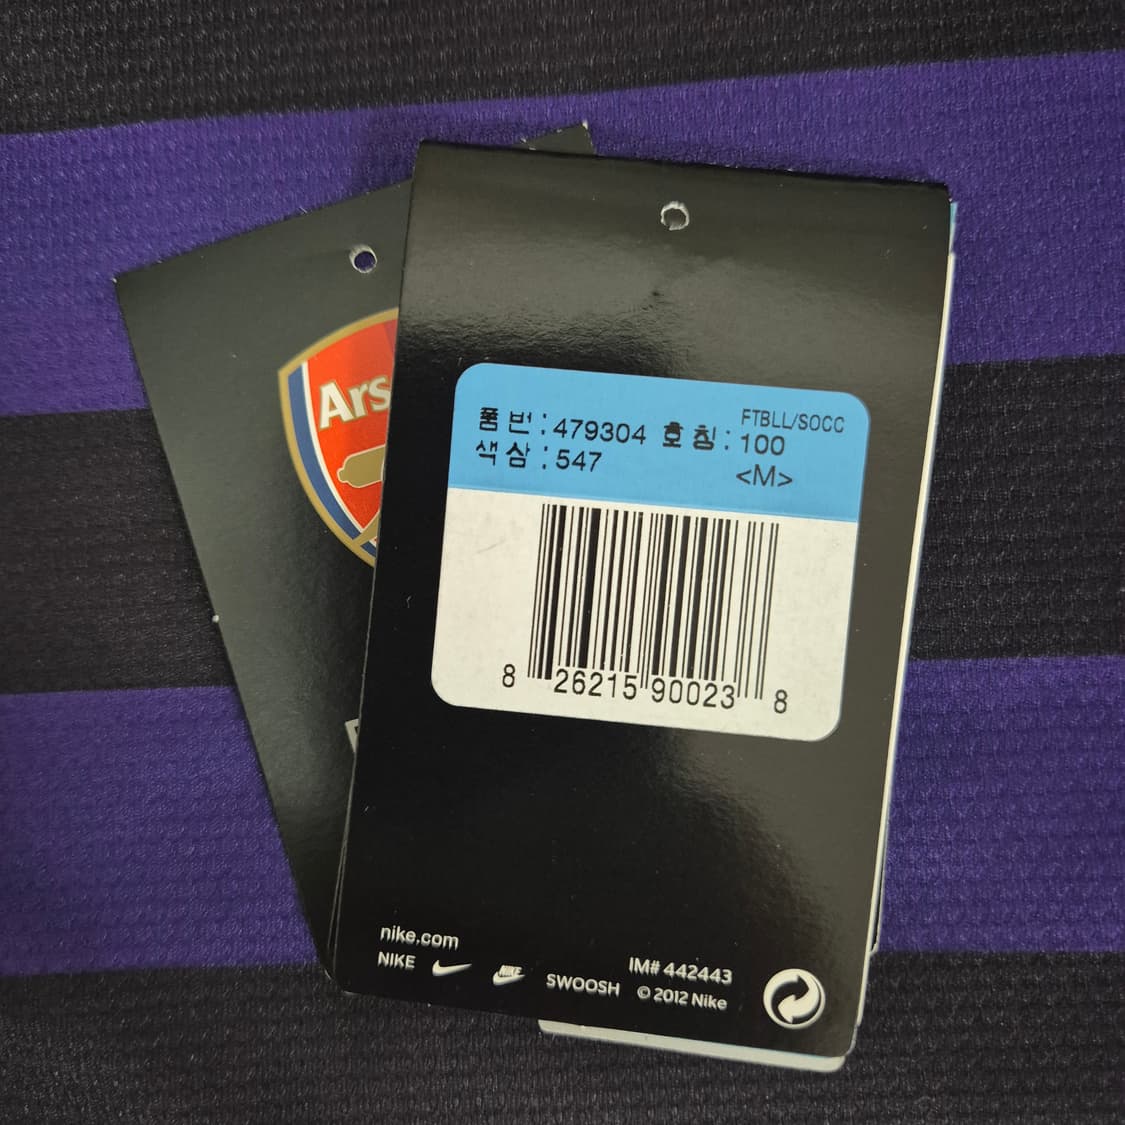 Ars
품번:479304 호칭: FTBLL/SOCC
100
색상:547 <M>
8 26215 90023 8
nike.com
NIKE NIKE SWOOSH
IM# 442443
© 2012 Nike